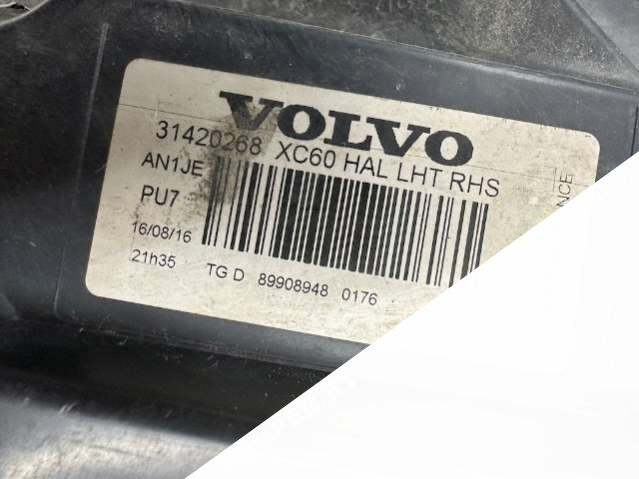 VOLVO
31420268 XC60 HAL LHT RHS
AN1JE
PU7
16/08/16
21h35 TG D 89908948 0176